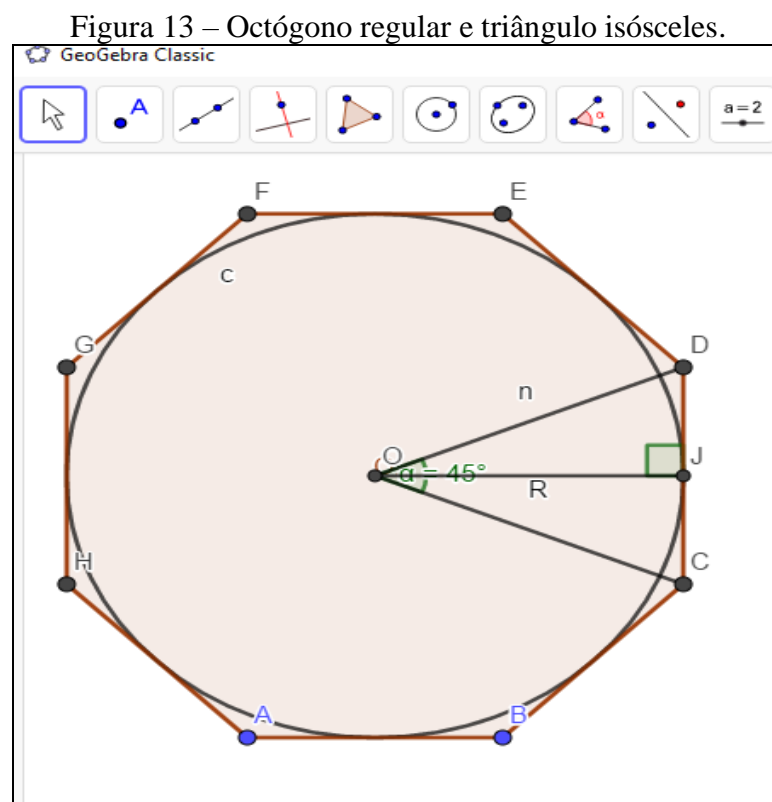 Figura 13 – Octógono regular e triângulo isósceles.
GeoGebra Classic
A
α
a = 2
F
E
c
G
D
n
O
J
α = 45°
R
H
C
A
B